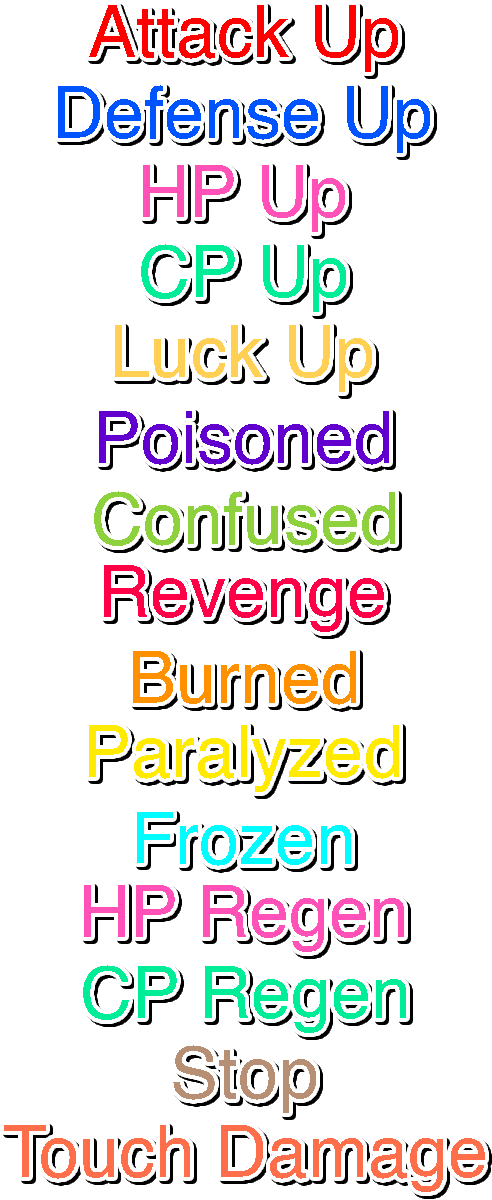 Attack Up
Defense Up
HP Up
CP Up
Luck Up
Poisoned
Confused
Revenge
Burned
Paralyzed
Frozen
HP Regen
CP Regen
Stop
Touch Damage